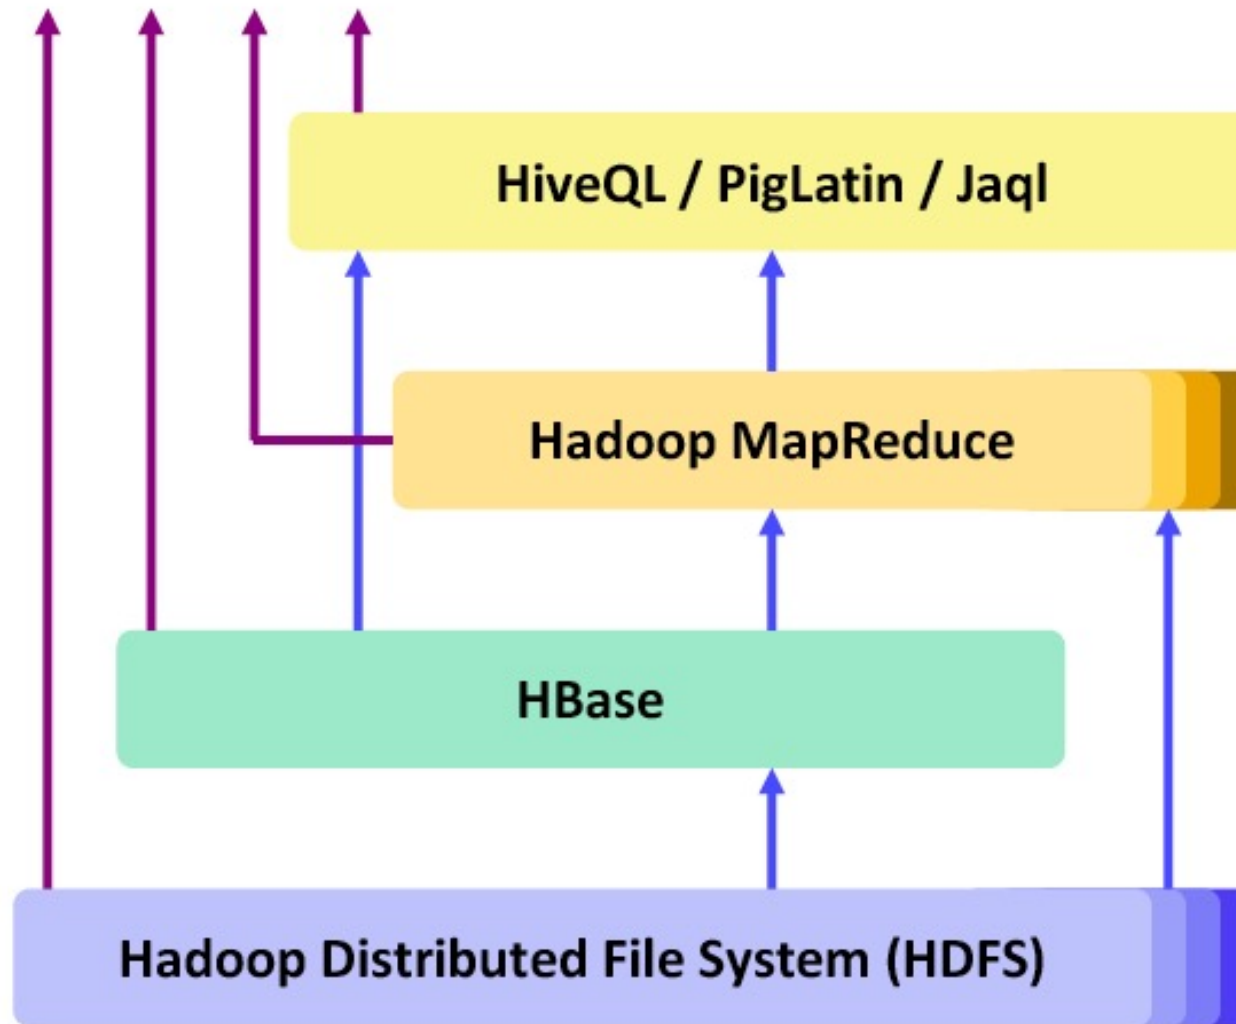 HiveQL / PigLatin / Jaql
Hadoop MapReduce
HBase
Hadoop Distributed File System (HDFS)